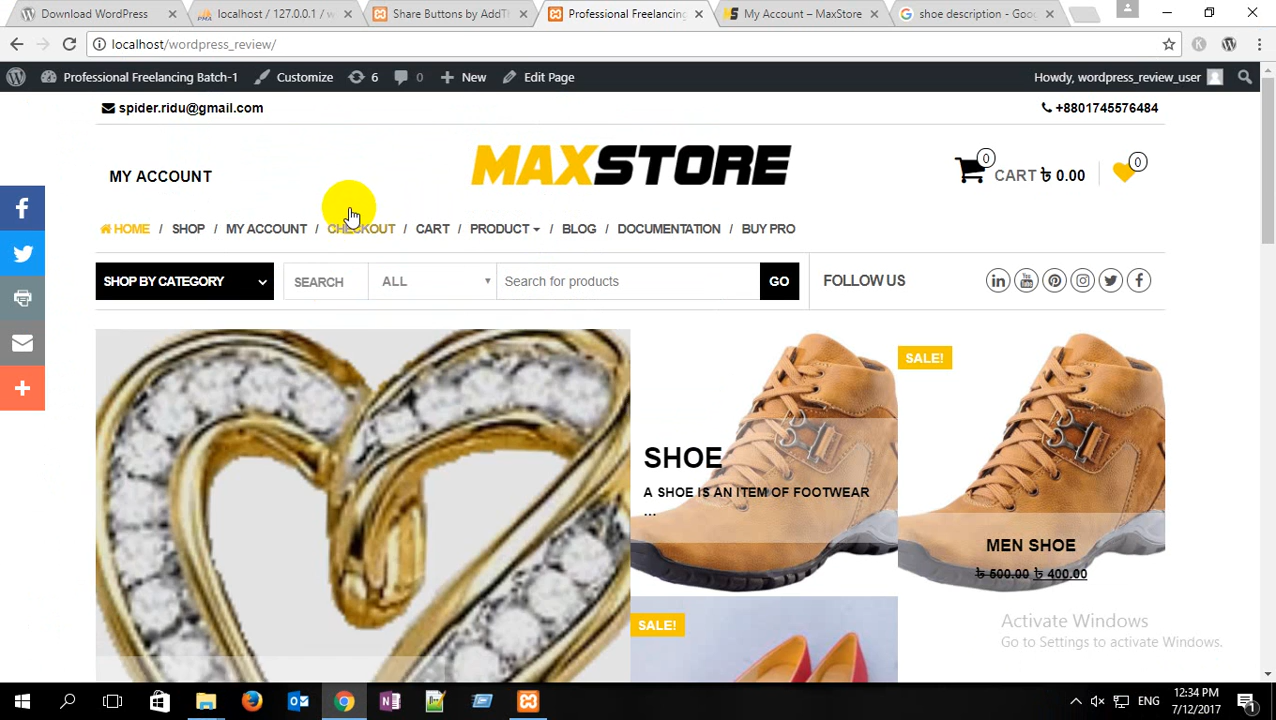 Download WordPress
localhost / 127.0.0.1 / w
Share Buttons by AddT
Professional Freelancing
My Account – MaxStore
shoe description - Goog
localhost/wordpress_review/
Professional Freelancing Batch-1
Customize
6
0
New
Edit Page
Howdy, wordpress_review_user
spider.ridu@gmail.com
+8801745576484
MY ACCOUNT
MAXSTORE
0
CART ৳ 0.00
0
HOME / SHOP / MY ACCOUNT / CHECKOUT / CART / PRODUCT / BLOG / DOCUMENTATION / BUY PRO
SHOP BY CATEGORY
SEARCH
ALL
Search for products
GO
FOLLOW US
SALE!
SHOE
A SHOE IS AN ITEM OF FOOTWEAR
...
MEN SHOE
৳ 500.00 ৳ 400.00
SALE!
Activate Windows
Go to Settings to activate Windows.
ENG
12:34 PM
7/12/2017
1